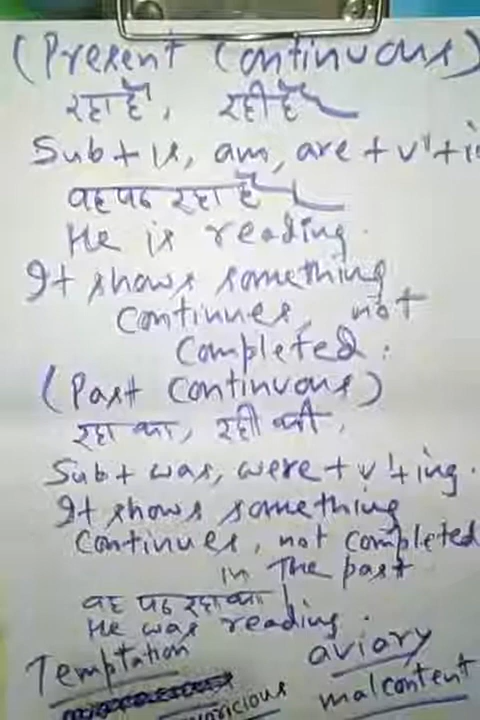 (Present Continuous)
रहा है, रही है
Sub + is, am, are + v¹ + i
वह पढ़ रहा है।
He is reading.
It shows something
continues, not
completed.
(Past Continuous)
रहा था, रही थी,
Sub + was, were + v¹ + ing.
It shows something
continues, not completed
in the past
वह पढ़ रहा था।
He was reading.
Temptation aviary
malcontent